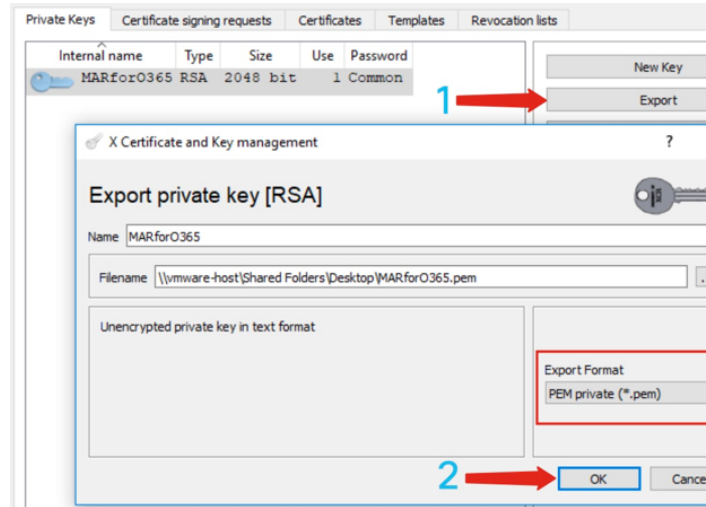 Private Keys Certificate signing requests Certificates Templates Revocation lists
Internal name Type Size Use Password
MARforO365 RSA 2048 bit 1 Common
New Key
1
Export
X Certificate and Key management ?
Export private key [RSA]
Name MARforO365
Filename \\vmware-host\Shared Folders\Desktop\MARforO365.pem
Unencrypted private key in text format
Export Format
PEM private (*.pem)
2
OK Cance